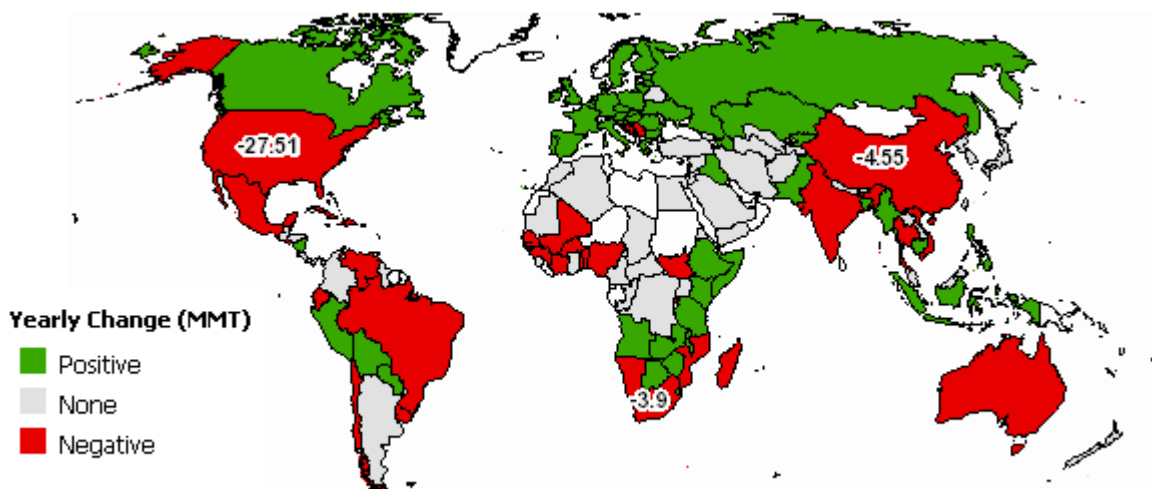 -27.51
-4.55
-3.9
Yearly Change (MMT)
Positive
None
Negative